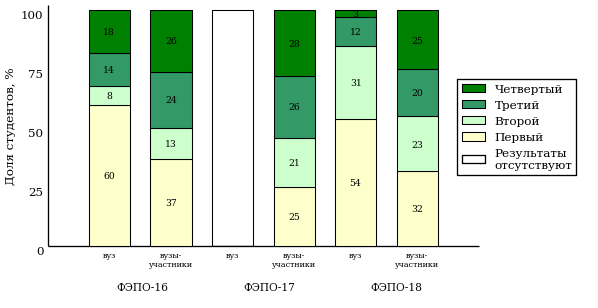 Доля студентов, %
100
75
50
25
0
18
14
8
60
26
24
13
37
28
26
21
25
3
12
31
54
25
20
23
32
вуз
вузы-
участники
вуз
вузы-
участники
вуз
вузы-
участники
ФЭПО-16
ФЭПО-17
ФЭПО-18
Четвертый
Третий
Второй
Первый
Результаты
отсутствуют